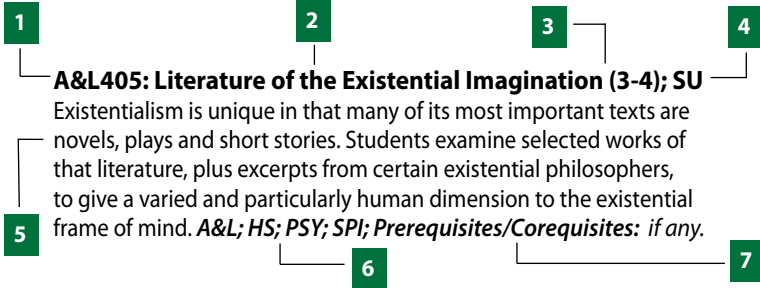 1
2
3
4
A&L405: Literature of the Existential Imagination (3-4); SU
Existentialism is unique in that many of its most important texts are
novels, plays and short stories. Students examine selected works of
that literature, plus excerpts from certain existential philosophers,
to give a varied and particularly human dimension to the existential
5
frame of mind. A&L; HS; PSY; SPI; Prerequisites/Corequisites: if any.
6
7